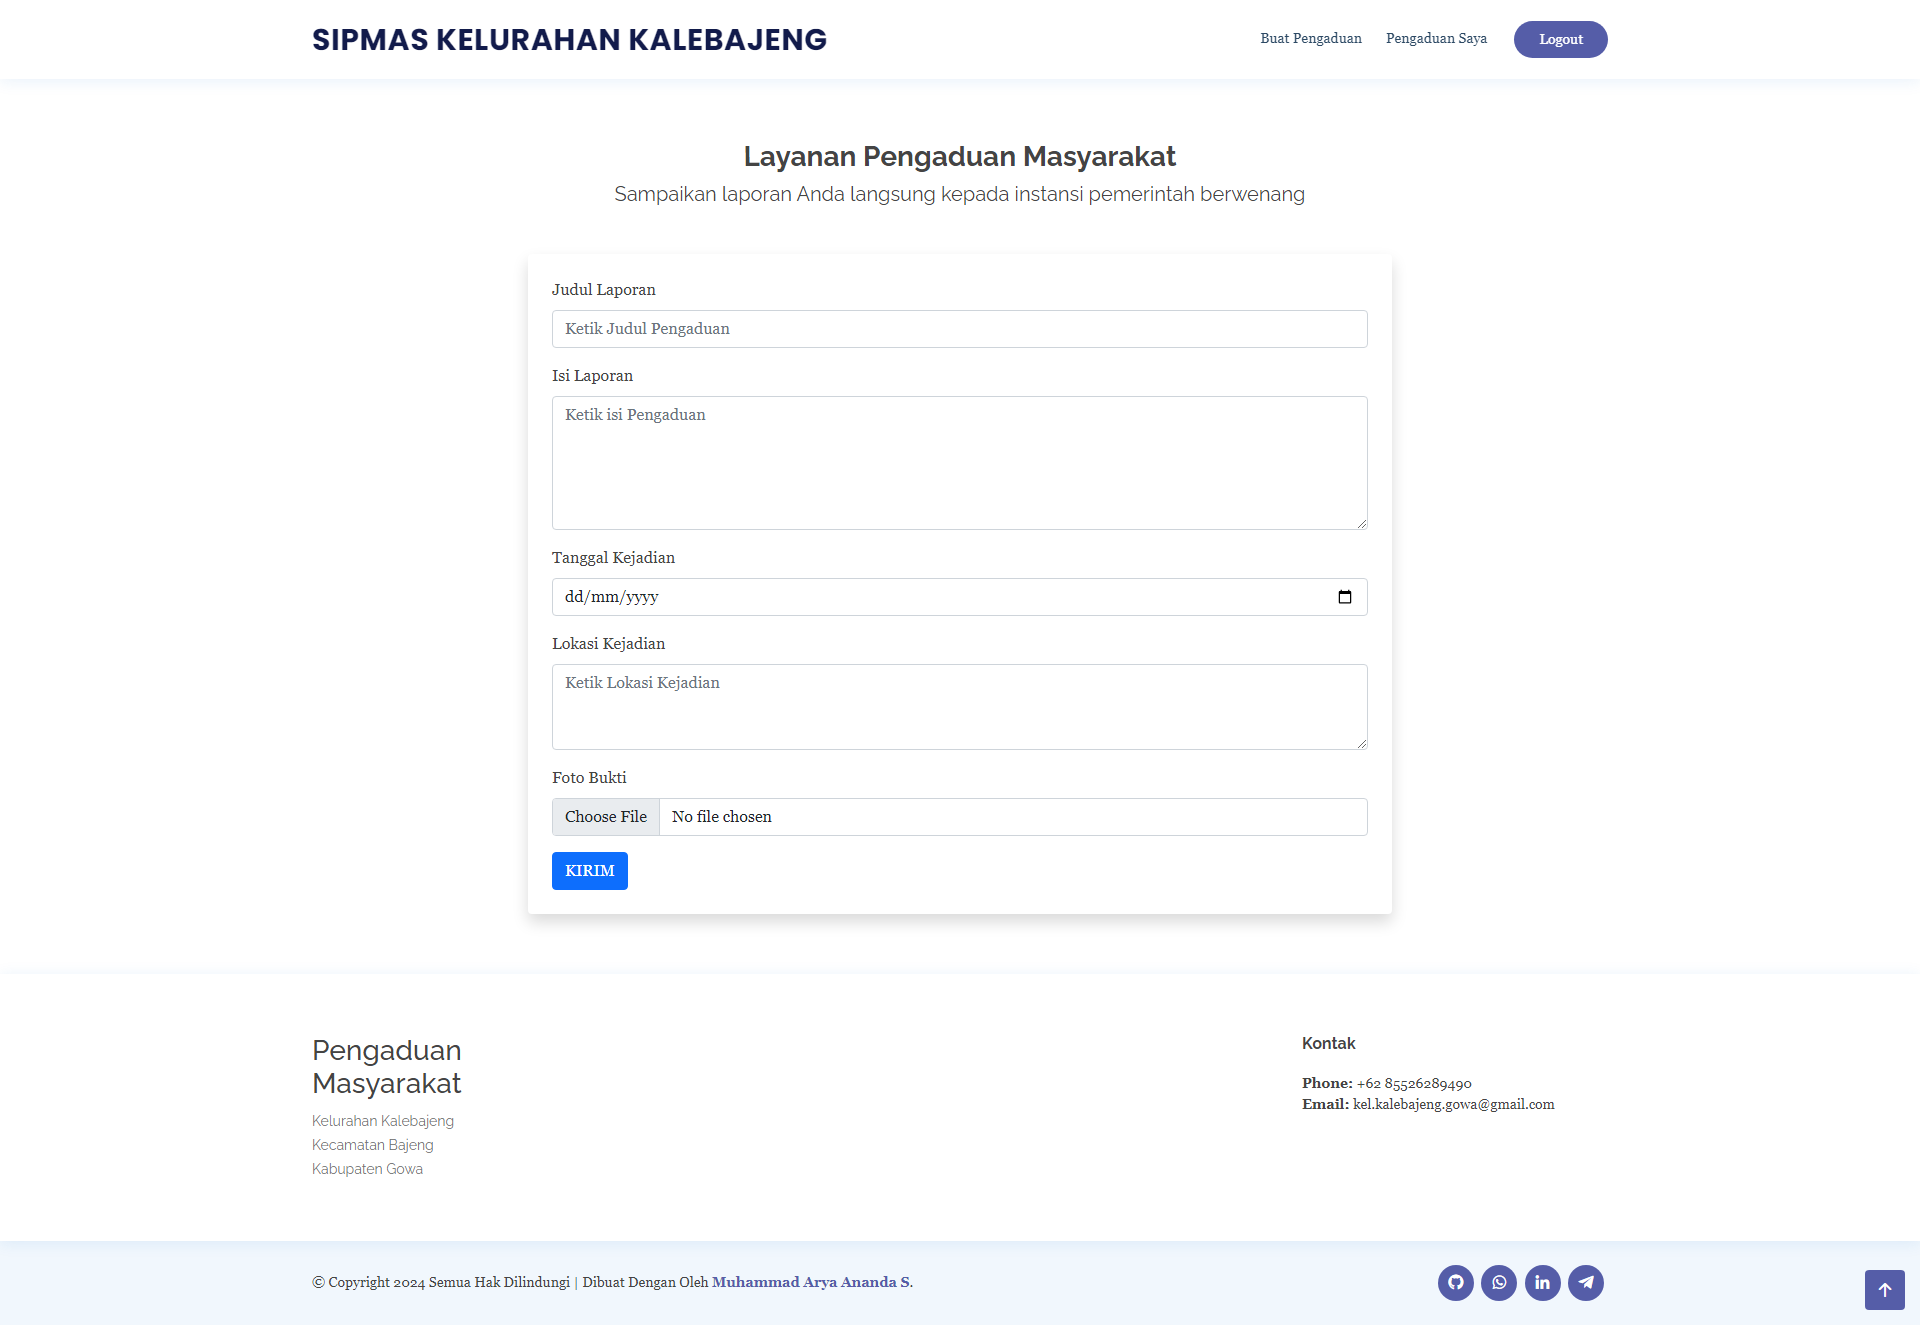 SIPMAS KELURAHAN KALEBAJENG
Buat Pengaduan
Pengaduan Saya
Logout
Layanan Pengaduan Masyarakat
Sampaikan laporan Anda langsung kepada instansi pemerintah berwenang
Judul Laporan
Ketik Judul Pengaduan
Isi Laporan
Ketik isi Pengaduan
Tanggal Kejadian
dd/mm/yyyy
Lokasi Kejadian
Ketik Lokasi Kejadian
Foto Bukti
Choose File No file chosen
KIRIM
Pengaduan
Masyarakat
Kelurahan Kalebajeng
Kecamatan Bajeng
Kabupaten Gowa
Kontak
Phone: +62 85526289490
Email: kel.kalebajeng.gowa@gmail.com
© Copyright 2024 Semua Hak Dilindungi | Dibuat Dengan Oleh Muhammad Arya Ananda S.